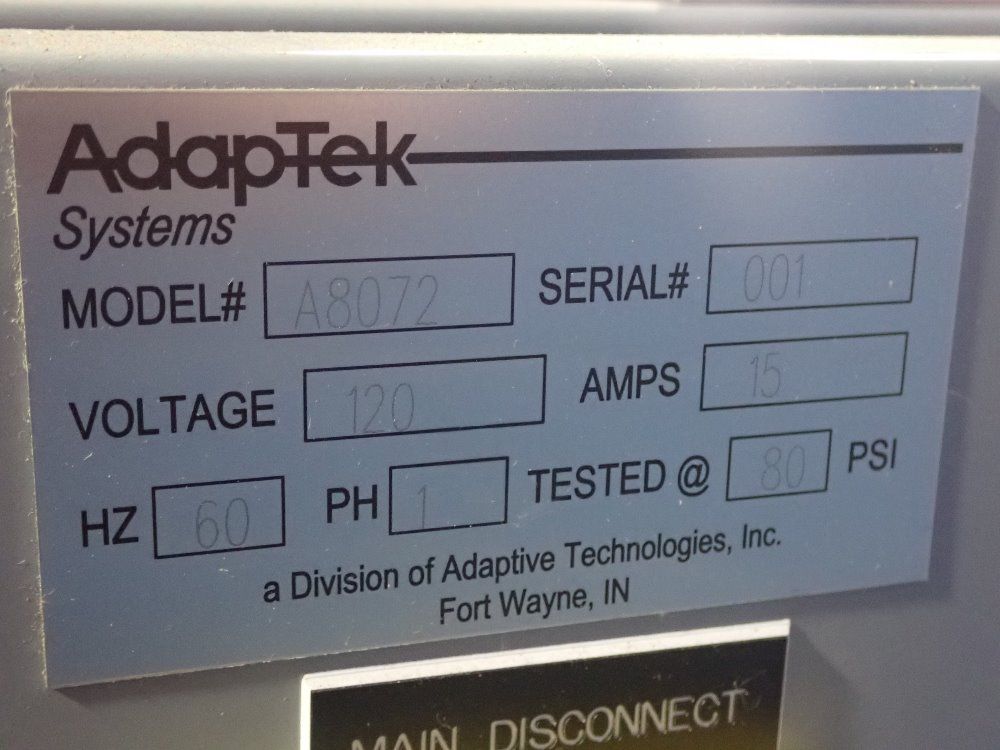 AdapTek
Systems
MODEL# A8072 SERIAL# 001
VOLTAGE 120 AMPS 15
HZ 60 PH 1 TESTED @ 80 PSI
a Division of Adaptive Technologies, Inc.
Fort Wayne, IN
MAIN DISCONNECT